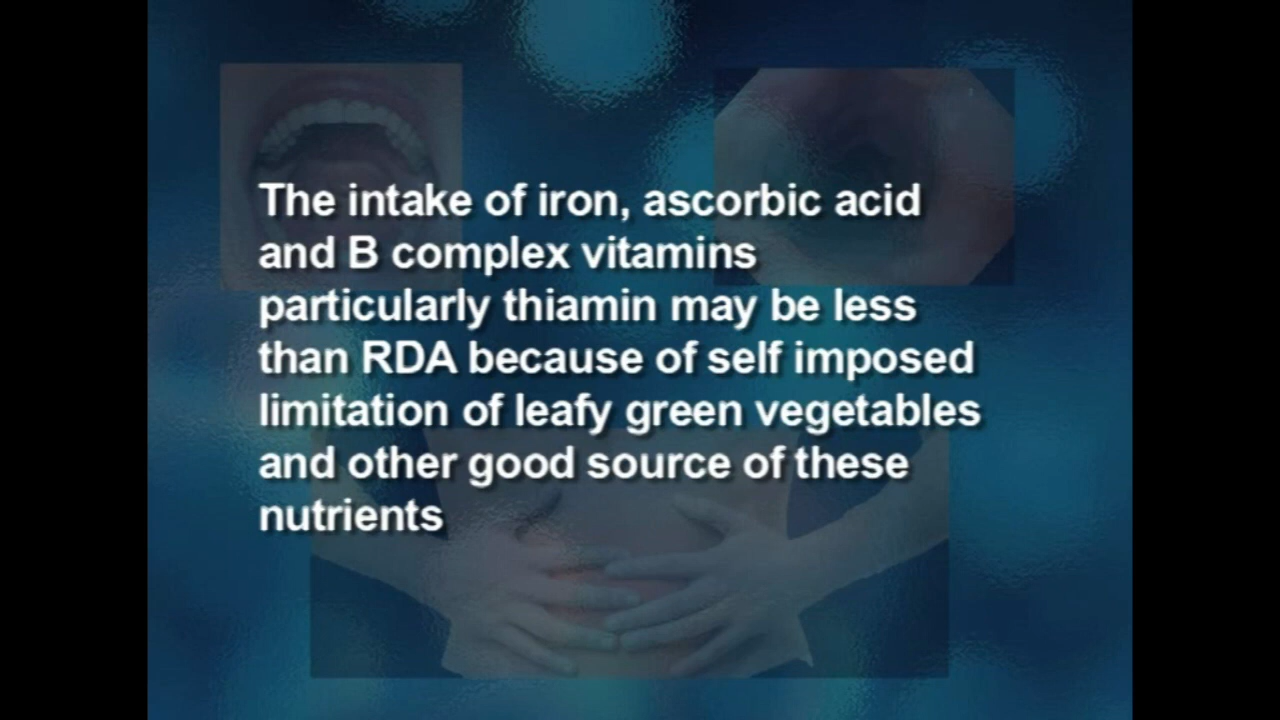 The intake of iron, ascorbic acid
and B complex vitamins
particularly thiamin may be less
than RDA because of self imposed
limitation of leafy green vegetables
and other good source of these
nutrients